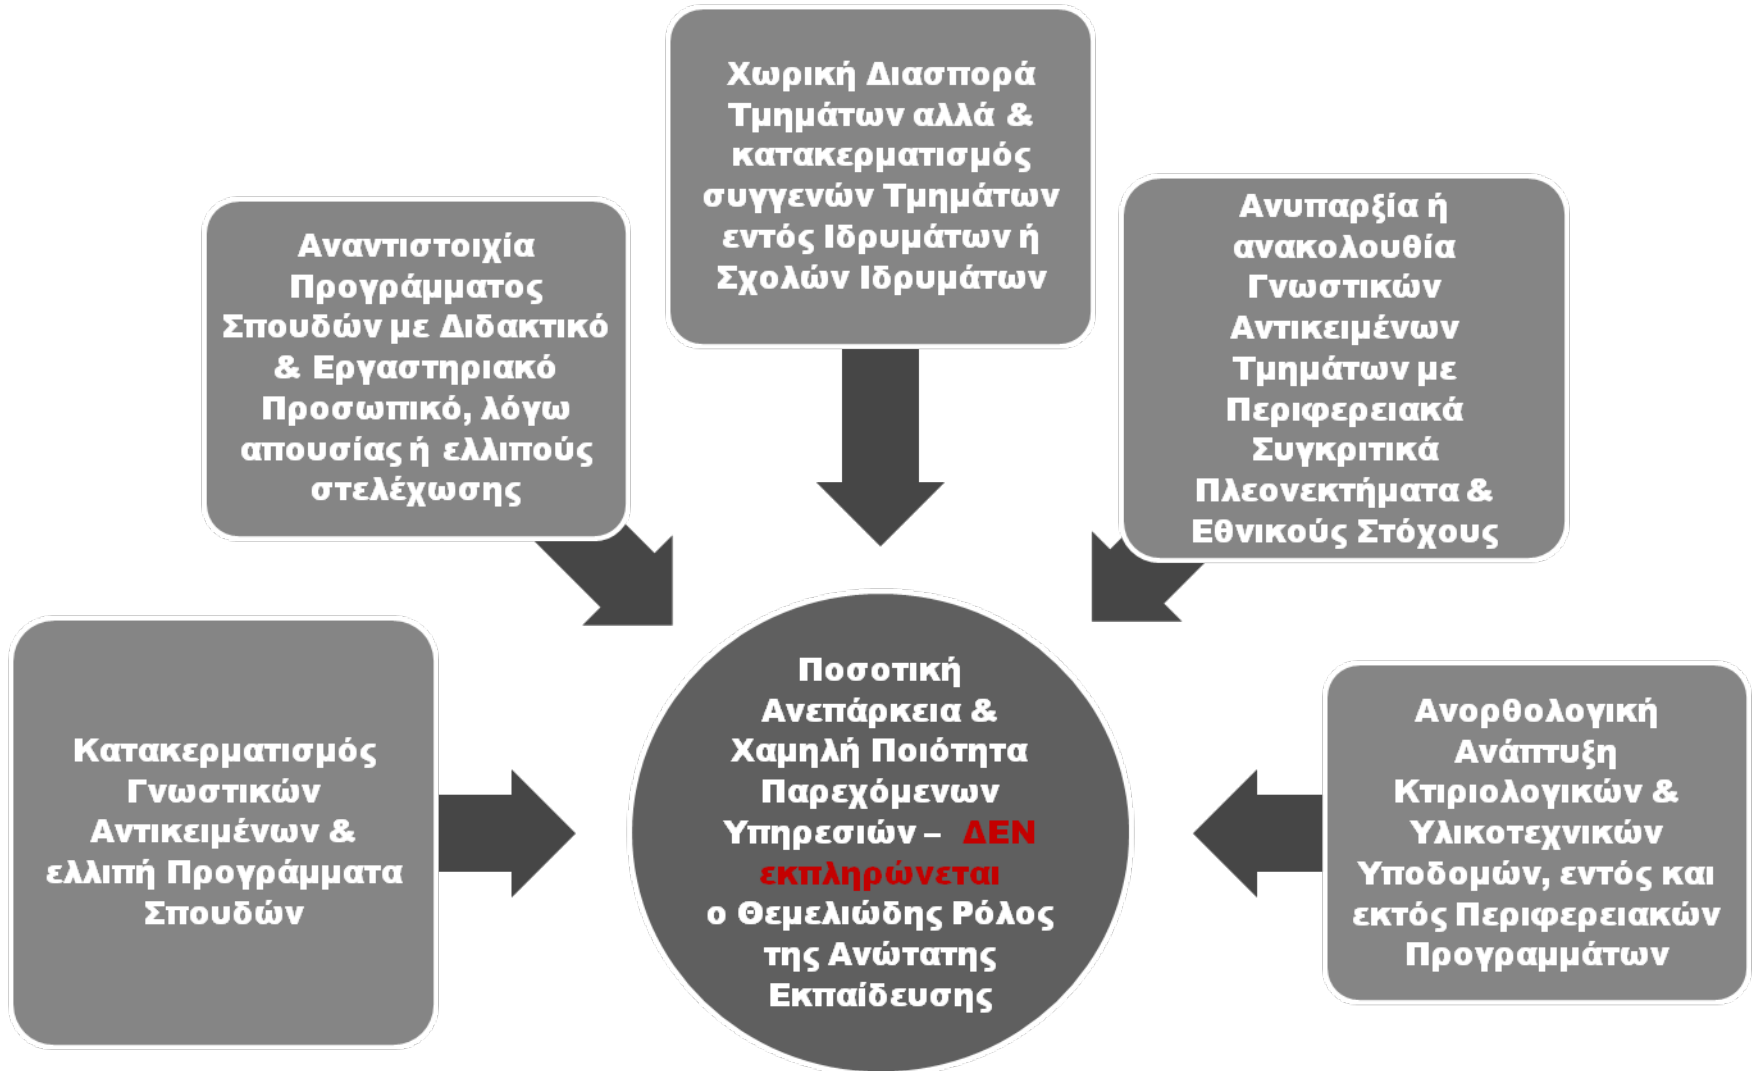 Χωρική Διασπορά
Τμημάτων αλλά &
κατακερματισμός
συγγενών Τμημάτων
εντός Ιδρυμάτων ή
Σχολών Ιδρυμάτων
Αναντιστοιχία
Προγράμματος
Σπουδών με Διδακτικό
& Εργαστηριακό
Προσωπικό, λόγω
απουσίας ή ελλιπούς
στελέχωσης
Ανυπαρξία ή
ανακολουθία
Γνωστικών
Αντικειμένων
Τμημάτων με
Περιφερειακά
Συγκριτικά
Πλεονεκτήματα &
Εθνικούς Στόχους
Κατακερματισμός
Γνωστικών
Αντικειμένων &
ελλιπή Προγράμματα
Σπουδών
Ποσοτική
Ανεπάρκεια &
Χαμηλή Ποιότητα
Παρεχόμενων
Υπηρεσιών – ΔΕΝ
εκπληρώνεται
ο Θεμελιώδης Ρόλος
της Ανώτατης
Εκπαίδευσης
Ανορθολογική
Ανάπτυξη
Κτιριολογικών &
Υλικοτεχνικών
Υποδομών, εντός και
εκτός Περιφερειακών
Προγραμμάτων